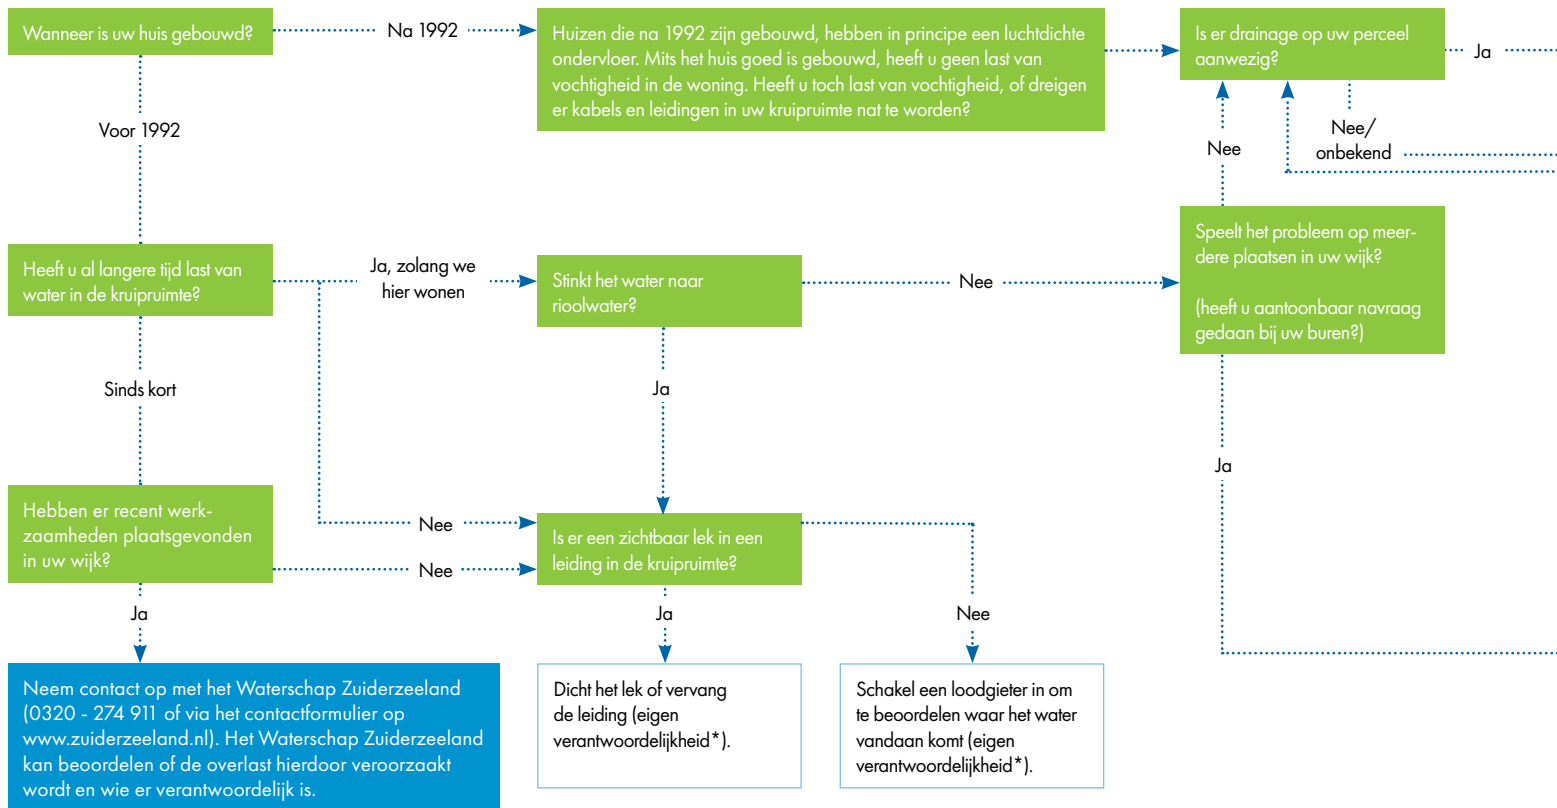 Wanneer is uw huis gebouwd?
Na 1992
Huizen die na 1992 zijn gebouwd, hebben in principe een luchtdichte
ondervloer. Mits het huis goed is gebouwd, heeft u geen last van
vochtigheid in de woning. Heeft u toch last van vochtigheid, of dreigen
er kabels en leidingen in uw kruipruimte nat te worden?
Is er drainage op uw perceel
aanwezig?
Ja
Voor 1992
Nee/
onbekend
Nee
Heeft u al langere tijd last van
water in de kruipruimte?
Ja, zolang we
hier wonen
Stinkt het water naar
rioolwater?
Nee
Speelt het probleem op meer-
dere plaatsen in uw wijk?
(heeft u aantoonbaar navraag
gedaan bij uw buren?)
Sinds kort
Ja
Ja
Hebben er recent werk-
zaamheden plaatsgevonden
in uw wijk?
Nee
Nee
Is er een zichtbaar lek in een
leiding in de kruipruimte?
Ja
Ja
Nee
Neem contact op met het Waterschap Zuiderzeeland
(0320 - 274 911 of via het contactformulier op
www.zuiderzeeland.nl). Het Waterschap Zuiderzeeland
kan beoordelen of de overlast hierdoor veroorzaakt
wordt en wie er verantwoordelijk is.
Dicht het lek of vervang
de leiding (eigen
verantwoordelijkheid*).
Schakel een loodgieter in om
te beoordelen waar het water
vandaan komt (eigen
verantwoordelijkheid*).